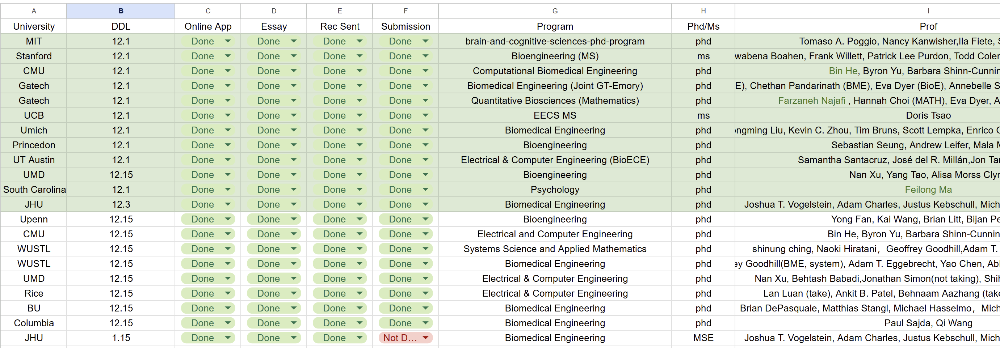 A B C D E F G H I
University DDL Online App Essay Rec Sent Submission Program Phd/Ms Prof
MIT 12.1 Done Done Done Done brain-and-cognitive-sciences-phd-program phd Tomaso A. Poggio, Nancy Kanwisher,Ila Fiete,
Stanford 12.1 Done Done Done Done Bioengineering (MS) ms wabena Boahen, Frank Willett, Patrick Lee Purdon, Todd Coler
CMU 12.1 Done Done Done Done Computational Biomedical Engineering phd Bin He, Byron Yu, Barbara Shinn-Cunnin
Gatech 12.1 Done Done Done Done Biomedical Engineering (Joint GT-Emory) phd E), Chethan Pandarinath (BME), Eva Dyer (BioE), Annebelle S
Gatech 12.1 Done Done Done Done Quantitative Biosciences (Mathematics) phd Farzaneh Najafi , Hannah Choi (MATH), Eva Dyer, A
UCB 12.1 Done Done Done Done EECS MS ms Doris Tsao
Umich 12.1 Done Done Done Done Biomedical Engineering phd ongming Liu, Kevin C. Zhou, Tim Bruns, Scott Lempka, Enrico
Princedon 12.1 Done Done Done Done Bioengineering phd Sebastian Seung, Andrew Leifer, Mala
UT Austin 12.1 Done Done Done Done Electrical & Computer Engineering (BioECE) phd Samantha Santacruz, José del R. Millán,Jon Tar
UMD 12.15 Done Done Done Done Bioengineering phd Nan Xu, Yang Tao, Alisa Morss Clyn
South Carolina 12.1 Done Done Done Done Psychology phd Feilong Ma
JHU 12.3 Done Done Done Done Biomedical Engineering phd Joshua T. Vogelstein, Adam Charles, Justus Kebschull, Mich
Upenn 12.15 Done Done Done Done Bioengineering phd Yong Fan, Kai Wang, Brian Litt, Bijan Pe
CMU 12.15 Done Done Done Done Electrical and Computer Engineering phd Bin He, Byron Yu, Barbara Shinn-Cunnin
WUSTL 12.15 Done Done Done Done Systems Science and Applied Mathematics phd shinung ching, Naoki Hiratani， Geoffrey Goodhill,Adam T.
WUSTL 12.15 Done Done Done Done Biomedical Engineering phd ey Goodhill(BME, system), Adam T. Eggebrecht, Yao Chen, Abl
UMD 12.15 Done Done Done Done Electrical & Computer Engineering phd Nan Xu, Behtash Babadi,Jonathan Simon(not taking), Shih
Rice 12.15 Done Done Done Done Electrical & Computer Engineering phd Lan Luan (take), Ankit B. Patel, Behnaam Aazhang (take
BU 12.15 Done Done Done Done Biomedical Engineering phd Brian DePasquale, Matthias Stangl, Michael Hasselmo， Mich
Columbia 12.15 Done Done Done Done Biomedical Engineering phd Paul Sajda, Qi Wang
JHU 1.15 Done Done Done Not D... Biomedical Engineering MSE Joshua T. Vogelstein, Adam Charles, Justus Kebschull, Mich